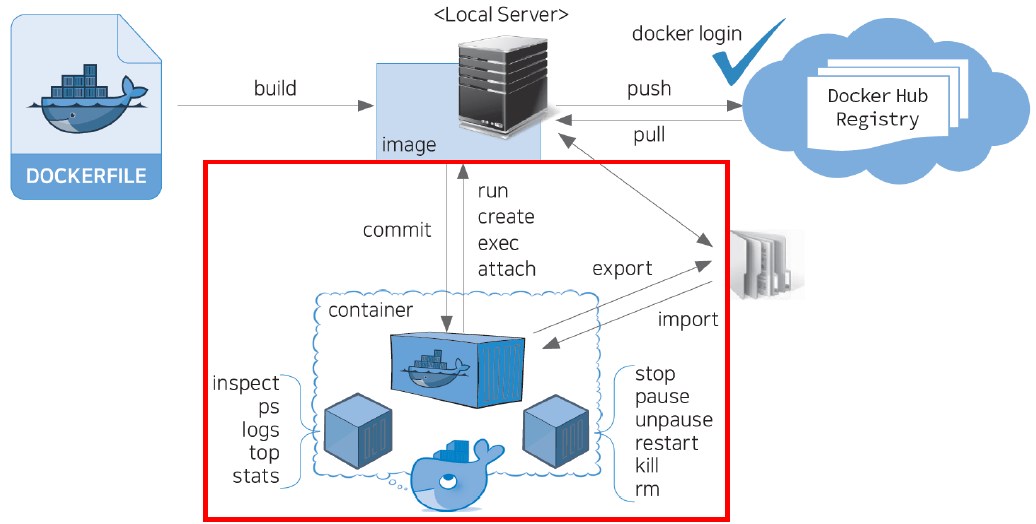 <Local Server>
docker login
build
push
pull
Docker Hub
Registry
image
DOCKERFILE
commit
run
create
exec
attach
export
import
container
inspect
ps
logs
top
stats
stop
pause
unpause
restart
kill
rm